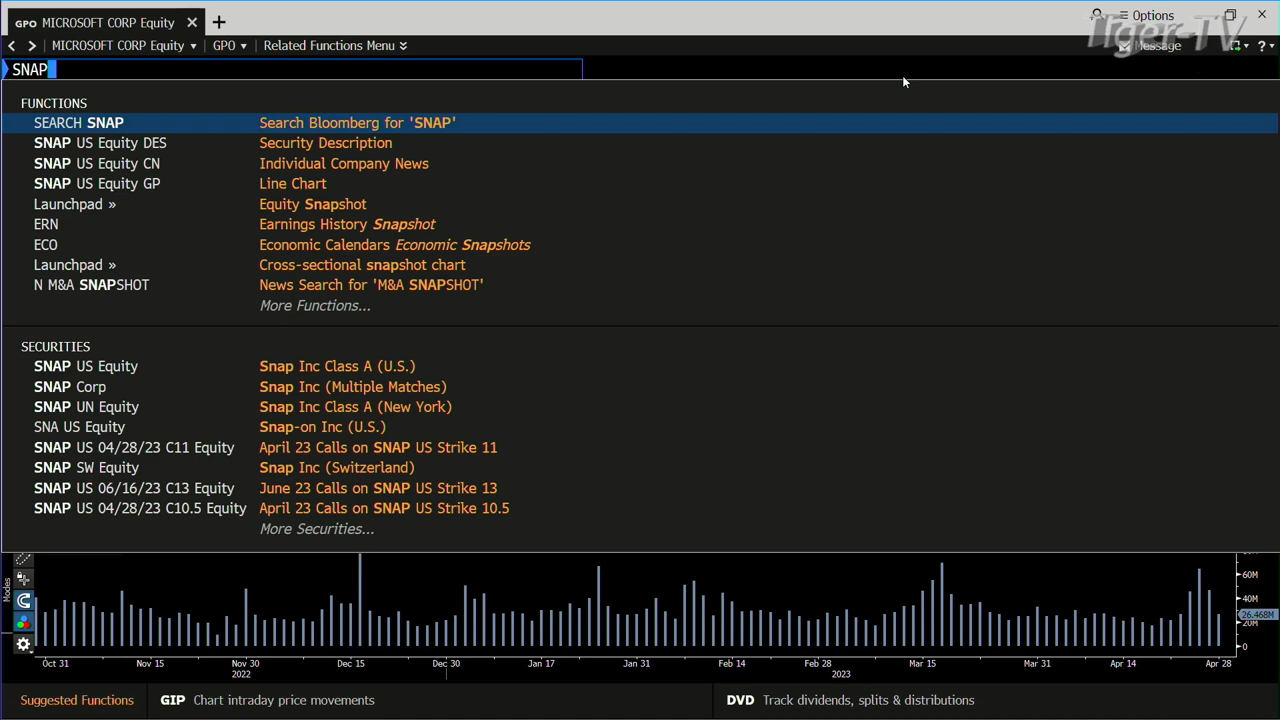 GPO MICROSOFT CORP Equity
Options
MICROSOFT CORP Equity GPO Related Functions Menu Message ?
Tiger-TV
SNAP
FUNCTIONS
SEARCH SNAP Search Bloomberg for 'SNAP'
SNAP US Equity DES Security Description
SNAP US Equity CN Individual Company News
SNAP US Equity GP Line Chart
Launchpad » Equity Snapshot
ERN Earnings History Snapshot
ECO Economic Calendars Economic Snapshots
Launchpad » Cross-sectional snapshot chart
N M&A SNAPSHOT News Search for 'M&A SNAPSHOT'
More Functions...
SECURITIES
SNAP US Equity Snap Inc Class A (U.S.)
SNAP Corp Snap Inc (Multiple Matches)
SNAP UN Equity Snap Inc Class A (New York)
SNA US Equity Snap-on Inc (U.S.)
SNAP US 04/28/23 C11 Equity April 23 Calls on SNAP US Strike 11
SNAP SW Equity Snap Inc (Switzerland)
SNAP US 06/16/23 C13 Equity June 23 Calls on SNAP US Strike 13
SNAP US 04/28/23 C10.5 Equity April 23 Calls on SNAP US Strike 10.5
More Securities...
Modes
60M
40M
26.468M
20M
0
Oct 31 Nov 15 Nov 30 Dec 15 Dec 30 Jan 17 Jan 31 Feb 14 Feb 28 Mar 15 Mar 31 Apr 14 Apr 28
2022 2023
Suggested Functions GIP Chart intraday price movements DVD Track dividends, splits & distributions